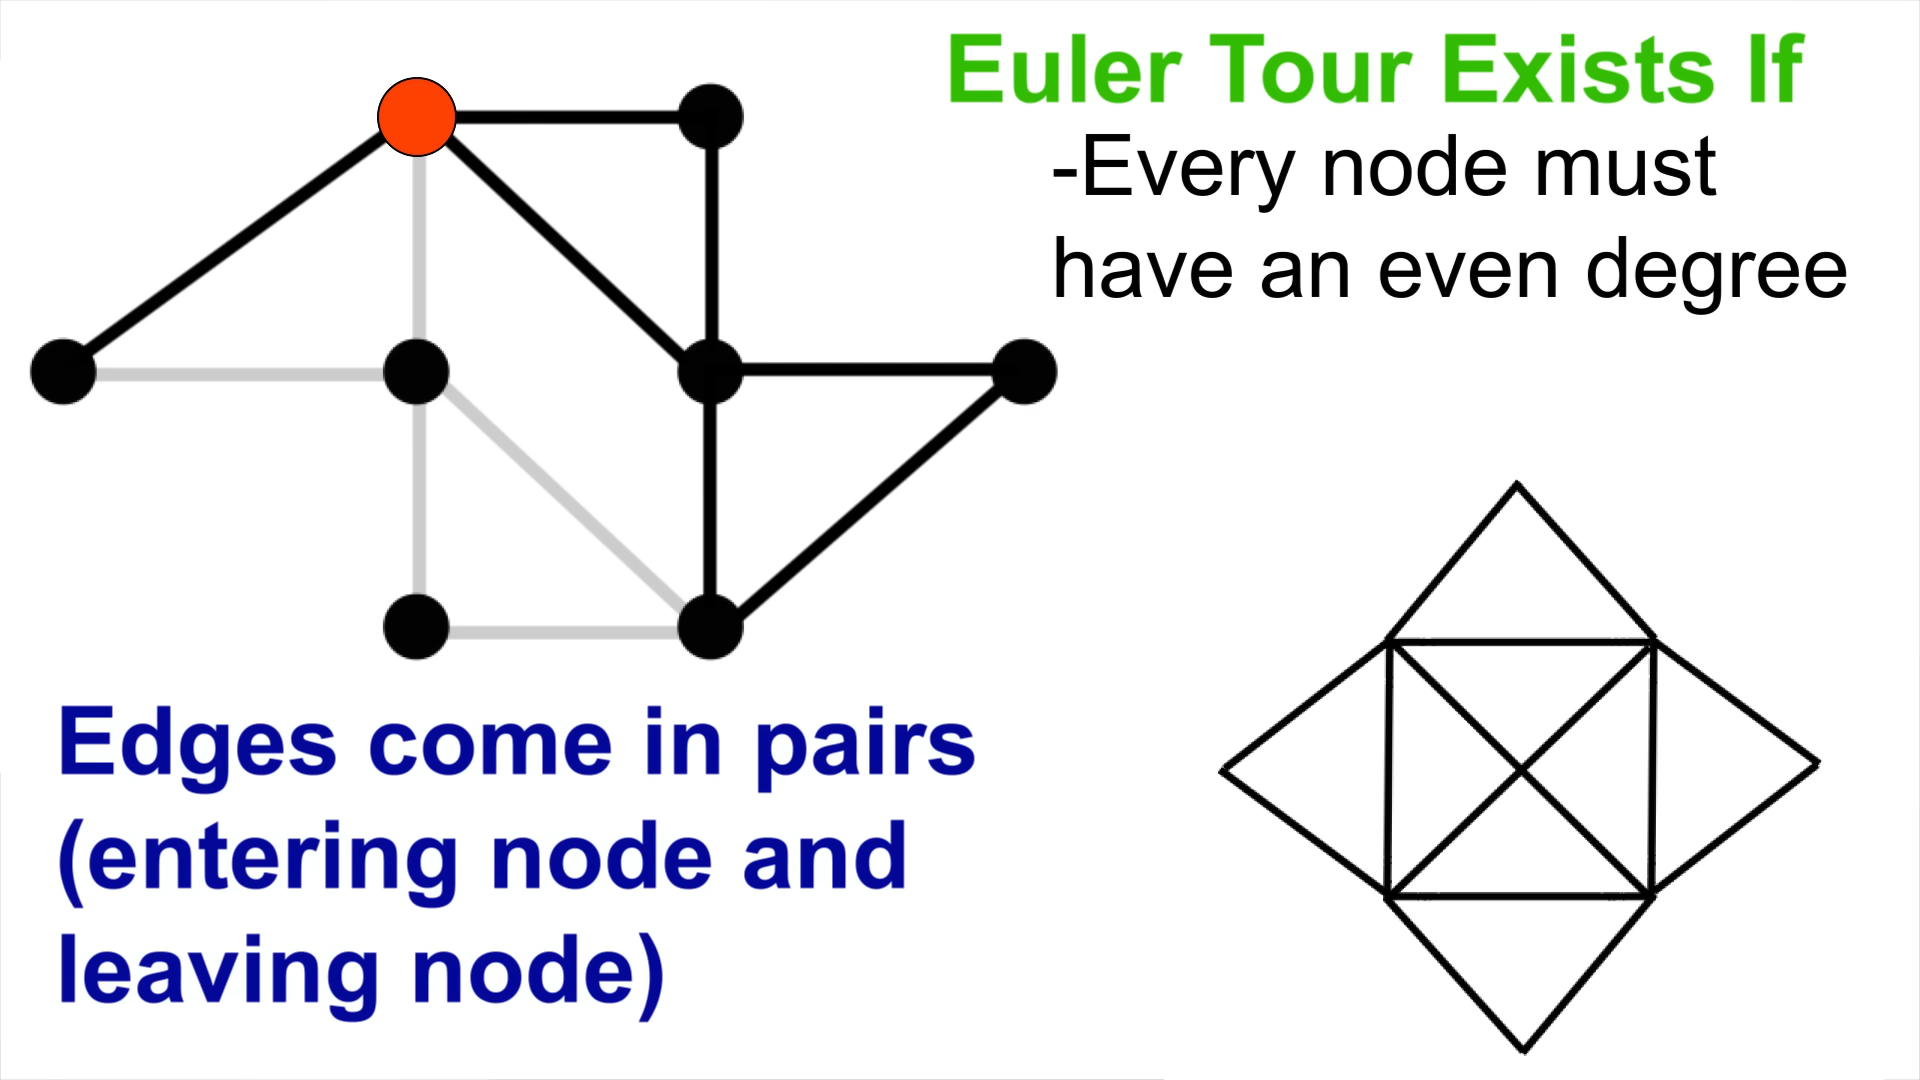 Euler Tour Exists If
-Every node must
have an even degree
Edges come in pairs
(entering node and
leaving node)